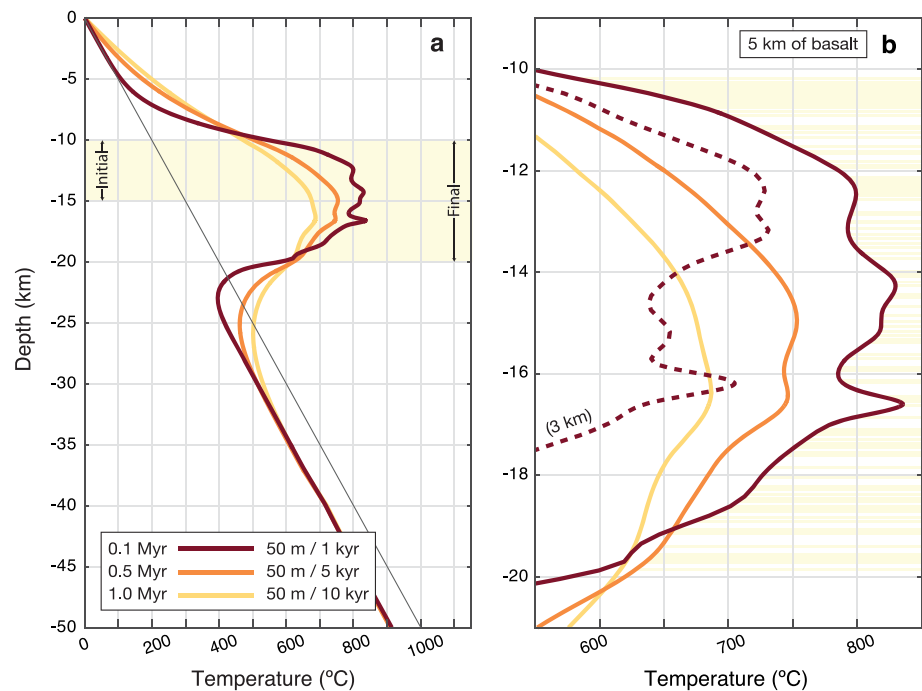 a
5 km of basalt
b
0
-5
-10
-15
-20
-25
-30
-35
-40
-45
-50
Depth (km)
Initial
Final
0.1 Myr 50 m / 1 kyr
0.5 Myr 50 m / 5 kyr
1.0 Myr 50 m / 10 kyr
0
200
400
600
800
1000
Temperature (ºC)
-10
-12
-14
-16
-18
-20
(3 km)
600
700
800
Temperature (ºC)